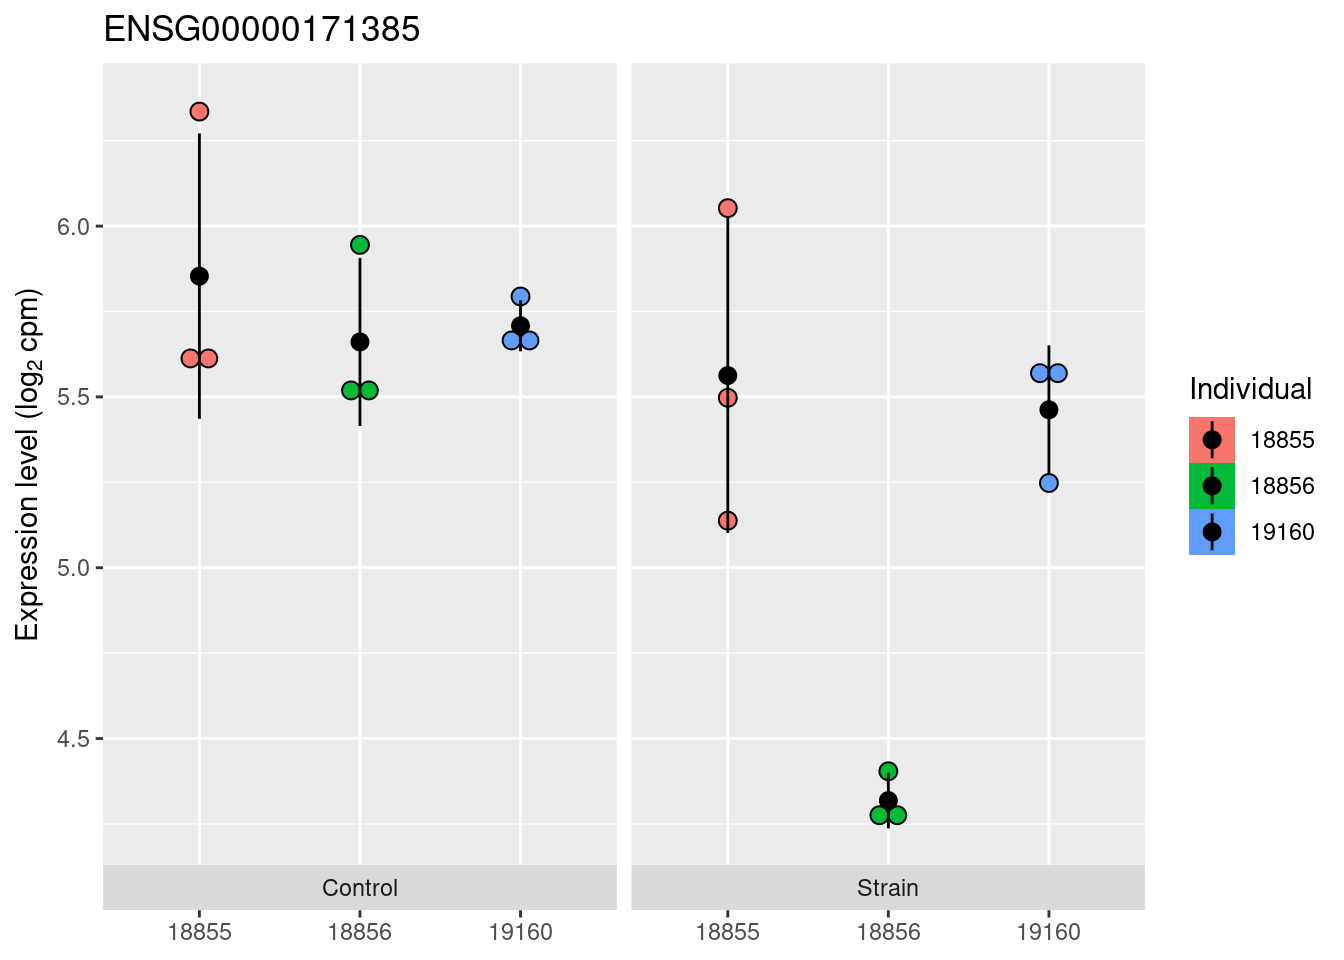 ENSG00000171385
Expression level (log2 cpm)
6.0
5.5
5.0
4.5
Control
Strain
18855
18856
19160
18855
18856
19160
Individual
18855
18856
19160